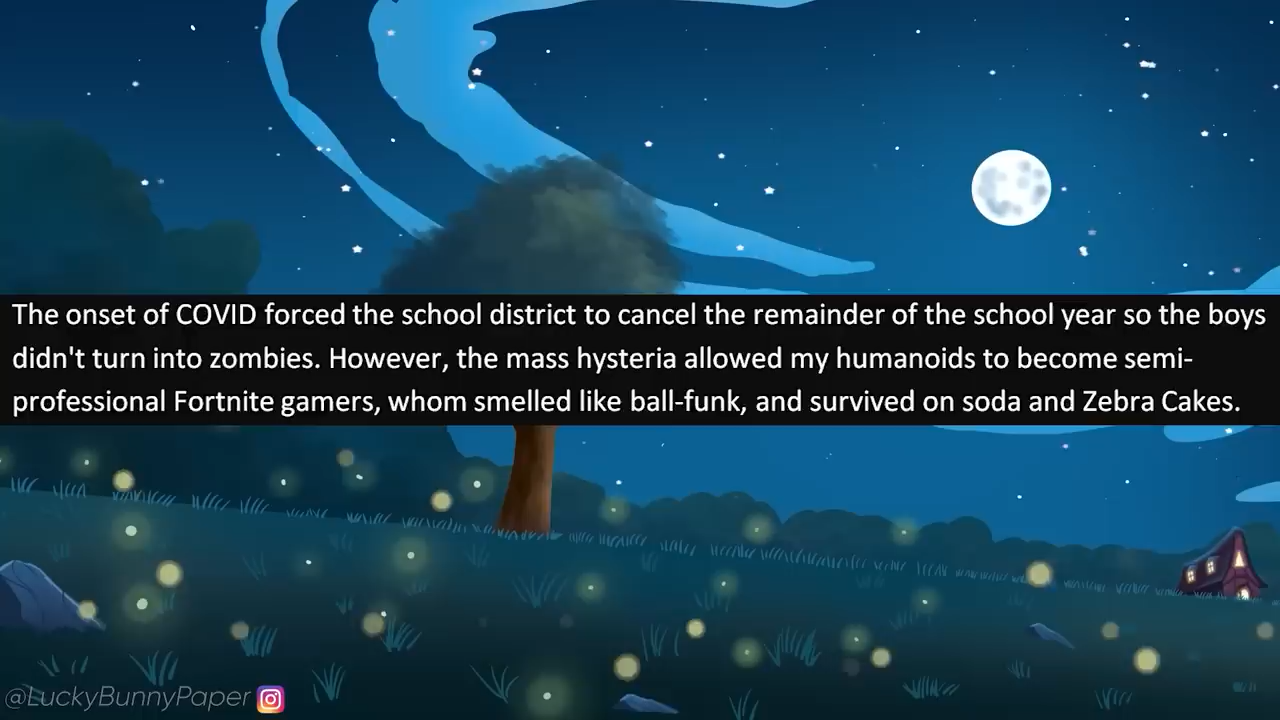 The onset of COVID forced the school district to cancel the remainder of the school year so the boys
didn't turn into zombies. However, the mass hysteria allowed my humanoids to become semi-
professional Fortnite gamers, whom smelled like ball-funk, and survived on soda and Zebra Cakes.
@LuckyBunnyPaper